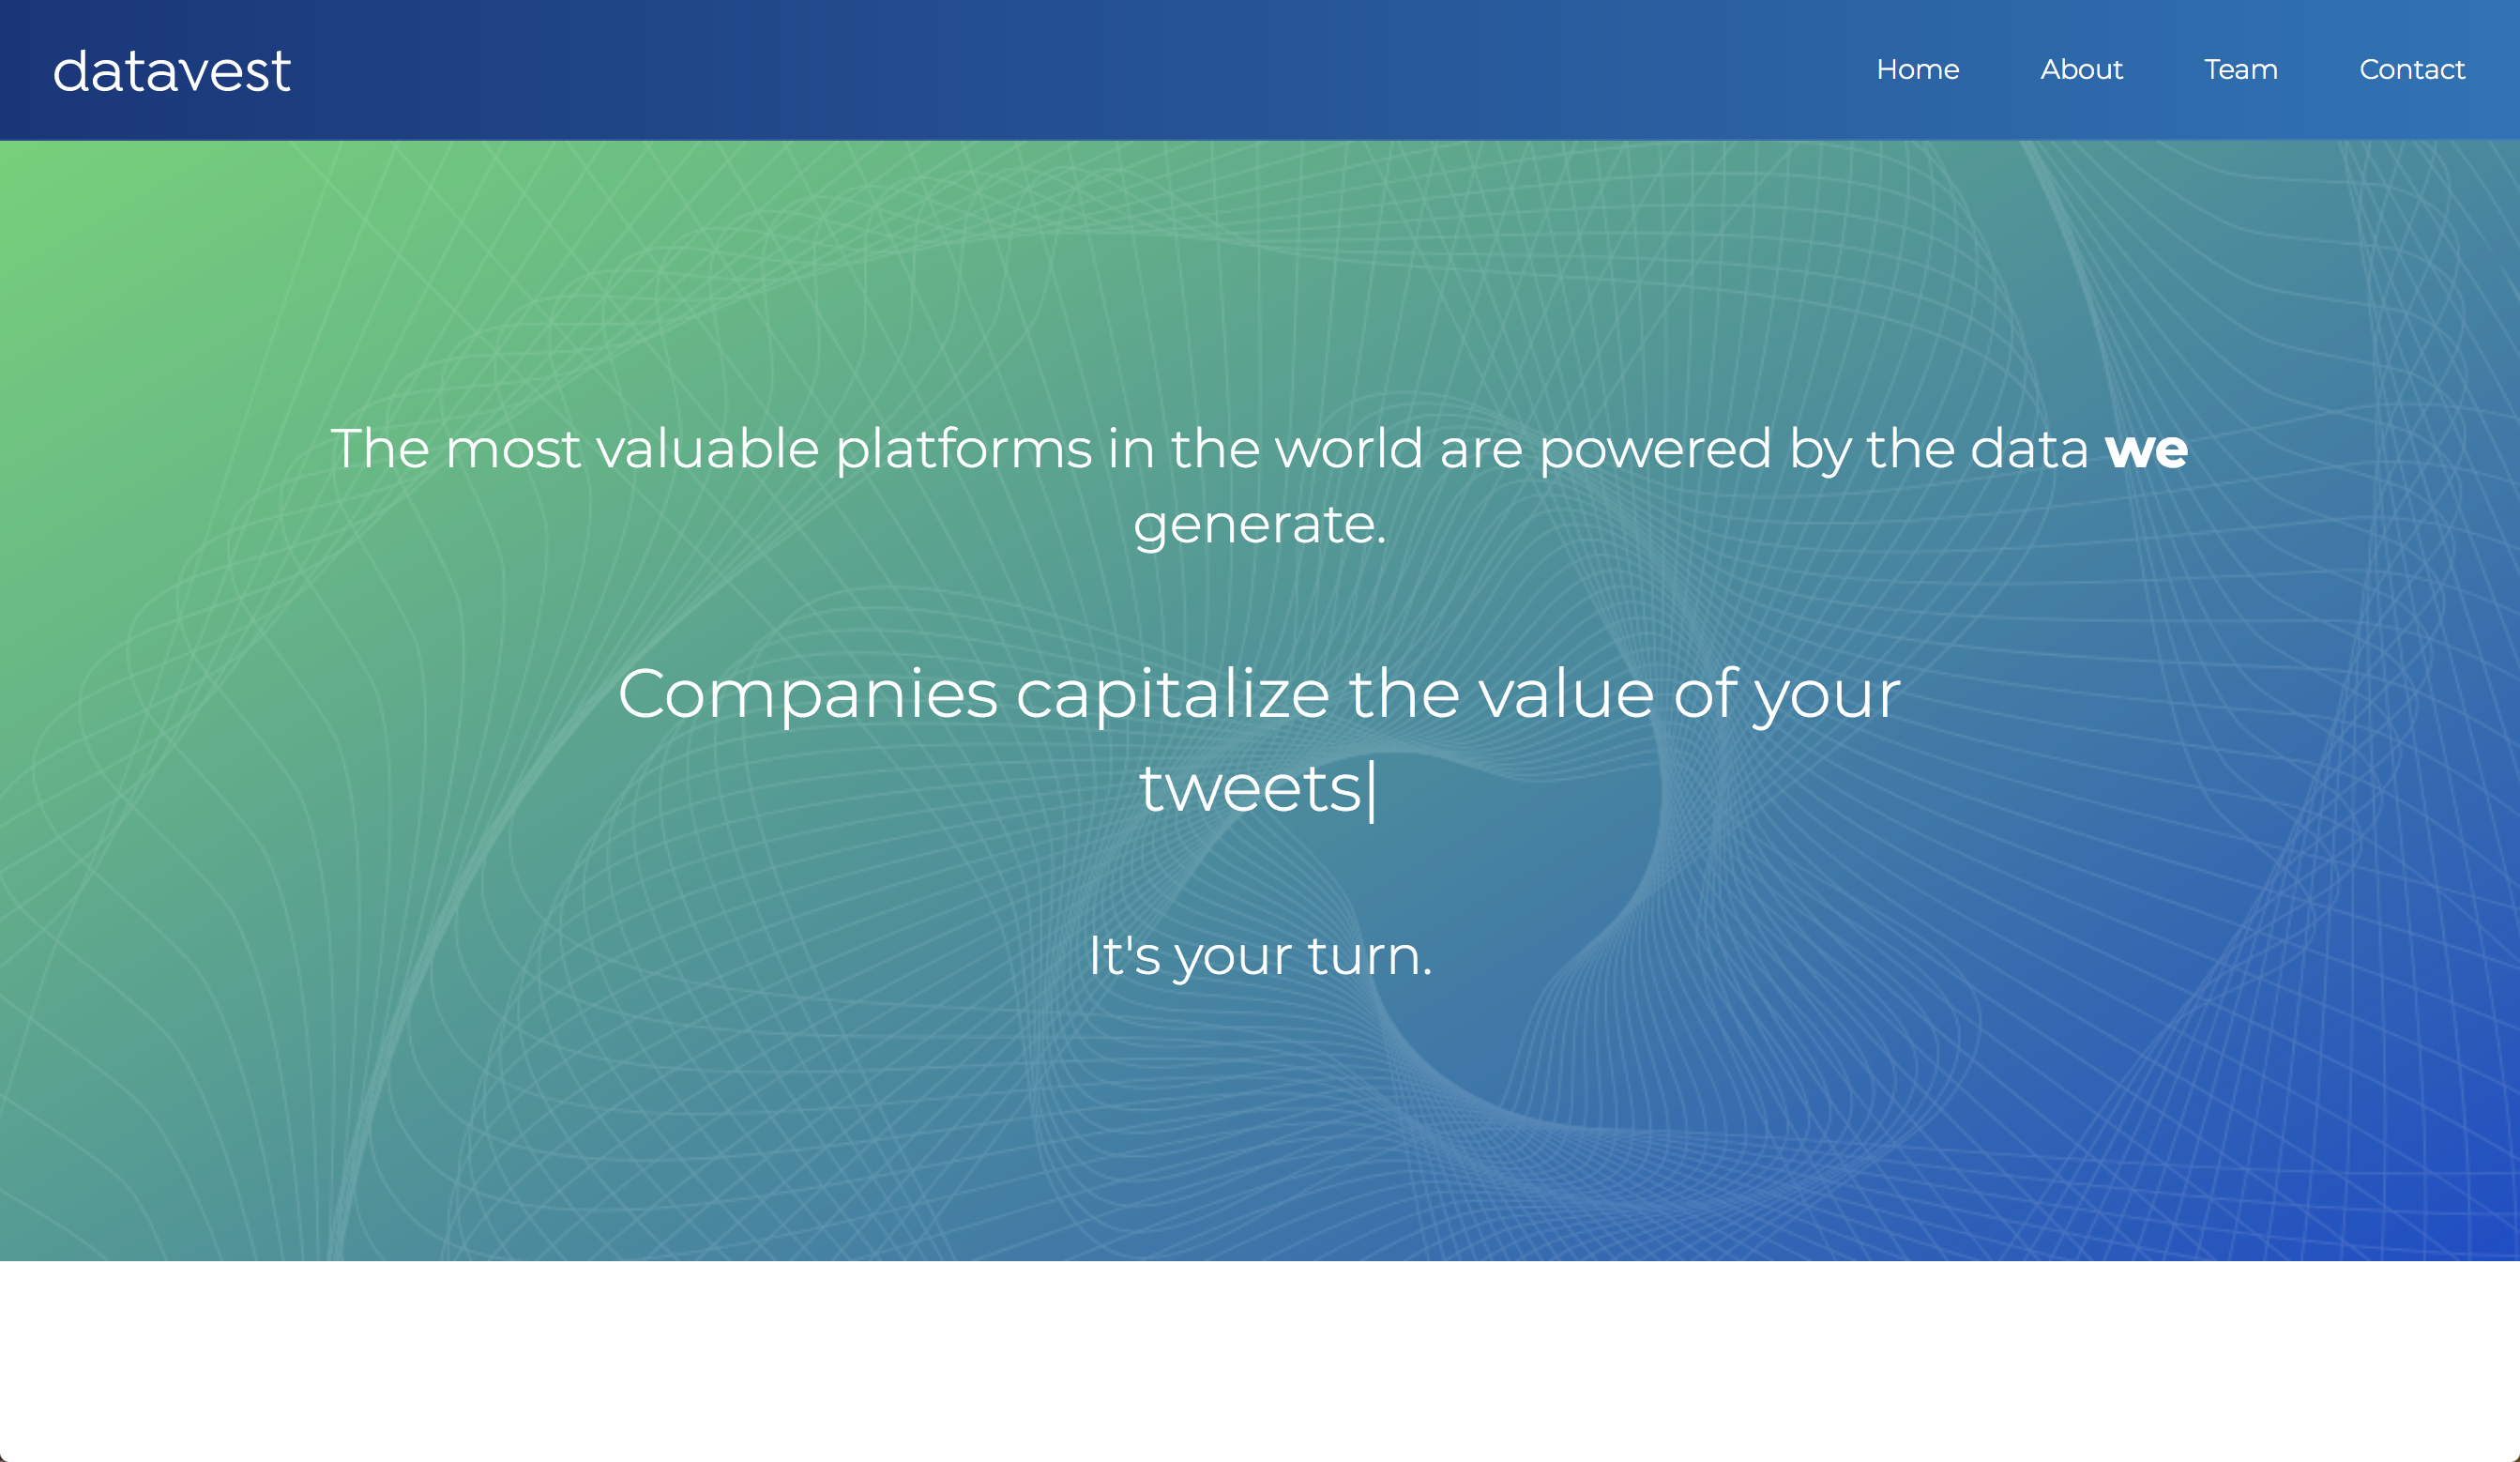 datavest
Home About Team Contact
The most valuable platforms in the world are powered by the data we
generate.
Companies capitalize the value of your
tweets|
It's your turn.